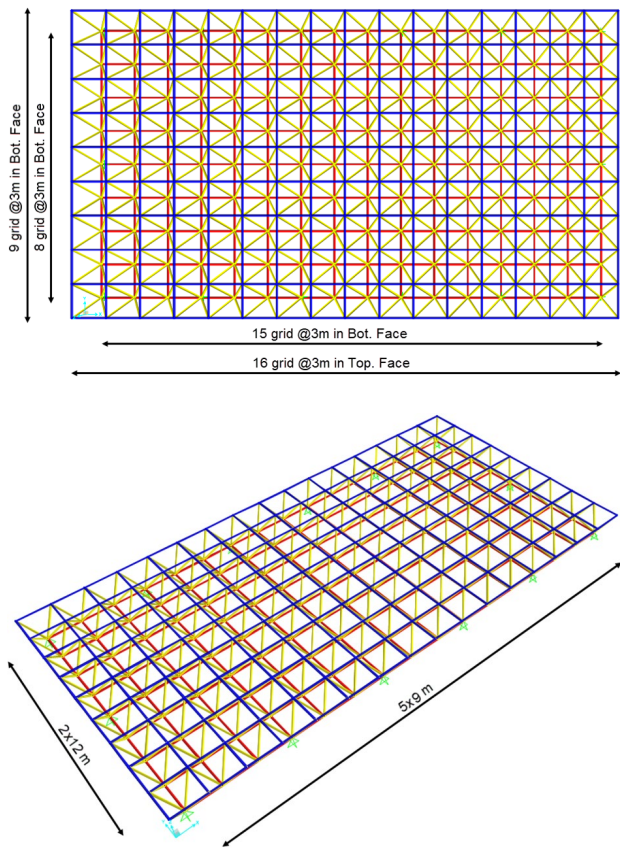 9 grid @3m in Bot. Face
8 grid @3m in Bot. Face
15 grid @3m in Bot. Face
16 grid @3m in Top. Face
2x12 m
5x9 m